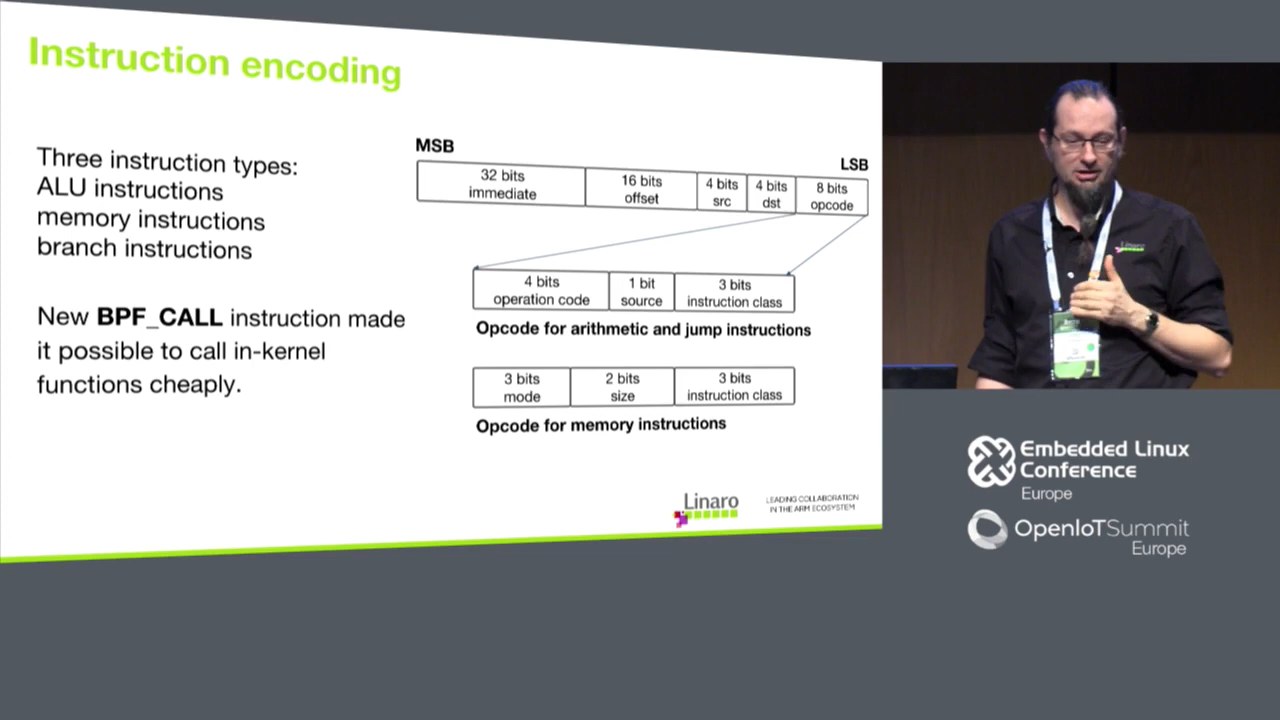 Instruction encoding
Three instruction types:
ALU instructions
memory instructions
branch instructions
New BPF_CALL instruction made
it possible to call in-kernel
functions cheaply.
MSB
LSB
32 bits
immediate
16 bits
offset
4 bits
src
4 bits
dst
8 bits
opcode
4 bits
operation code
1 bit
source
3 bits
instruction class
Opcode for arithmetic and jump instructions
3 bits
mode
2 bits
size
3 bits
instruction class
Opcode for memory instructions
Linaro
LEADING COLLABORATION
IN THE ARM ECOSYSTEM
Linaro
Embedded Linux
Conference
Europe
OpenIoTSummit
Europe